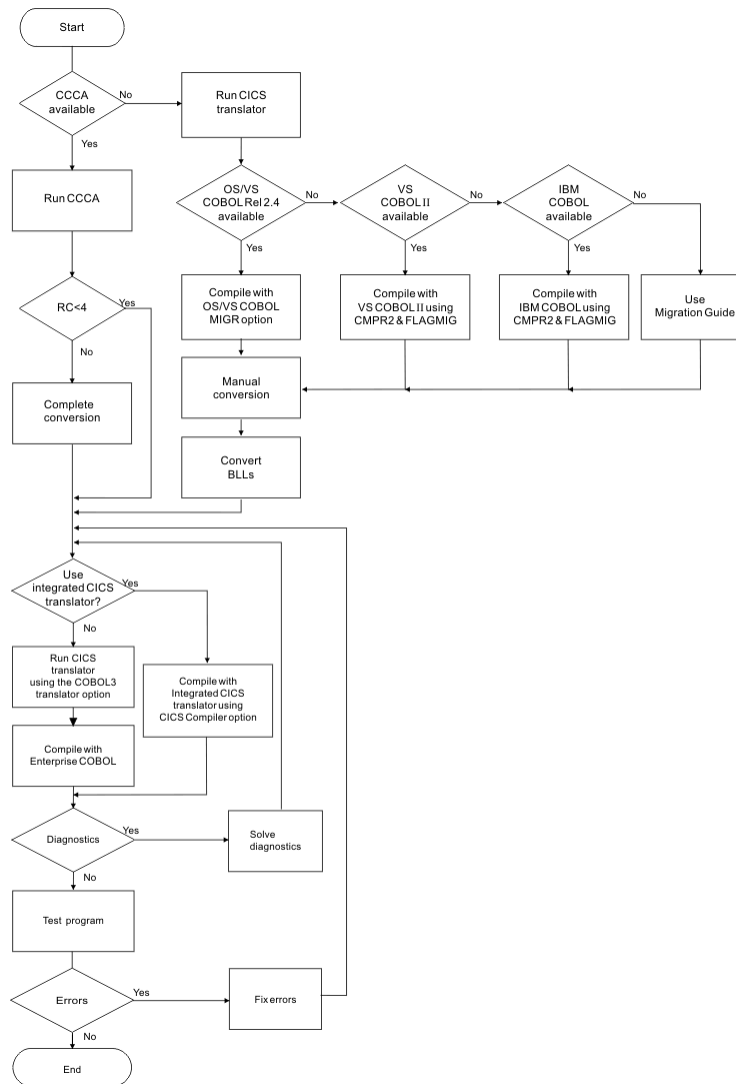 Start
CCCA
available
No
Yes
Run CICS
translator
Run CCCA
OS/VS
COBOL Rel 2.4
available
No
Yes
VS
COBOL II
available
No
Yes
IBM
COBOL
available
No
Yes
RC<4
Yes
No
Compile with
OS/VS COBOL
MIGR option
Compile with
VS COBOL II using
CMPR2 & FLAGMIG
Compile with
IBM COBOL using
CMPR2 & FLAGMIG
Use
Migration Guide
Complete
conversion
Manual
conversion
Convert
BLLs
Use
integrated CICS
translator?
Yes
No
Run CICS
translator
using the COBOL3
translator option
Compile with
Integrated CICS
translator using
CICS Compiler option
Compile with
Enterprise COBOL
Diagnostics
Yes
No
Solve
diagnostics
Test program
Errors
Yes
No
Fix errors
End